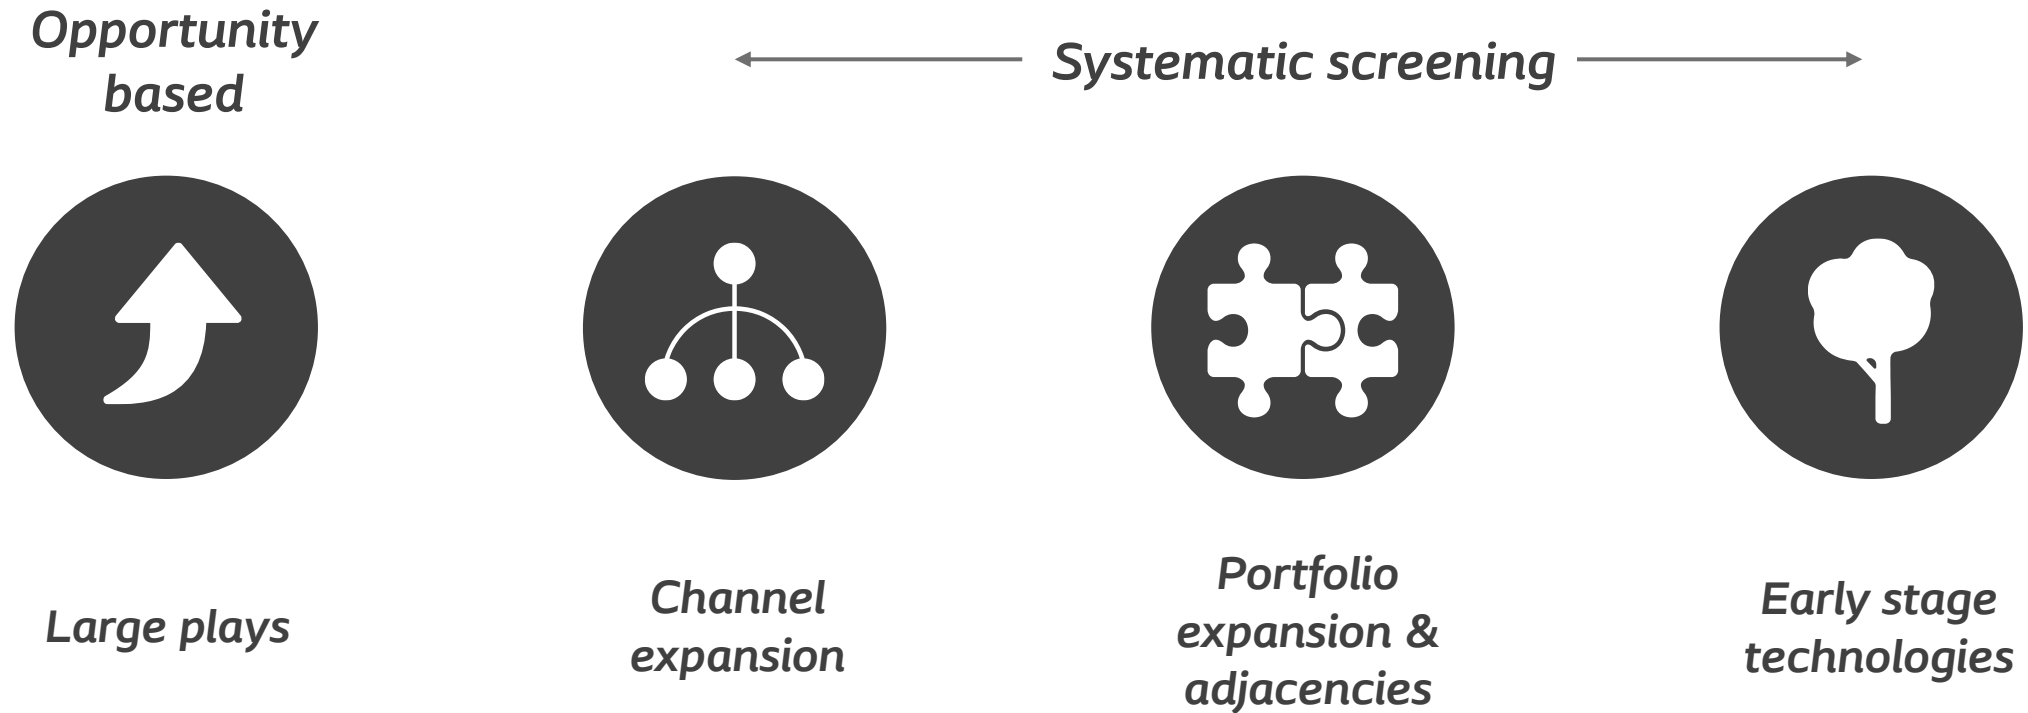 Opportunity
based
Systematic screening
Large plays
Channel
expansion
Portfolio
expansion &
adjacencies
Early stage
technologies